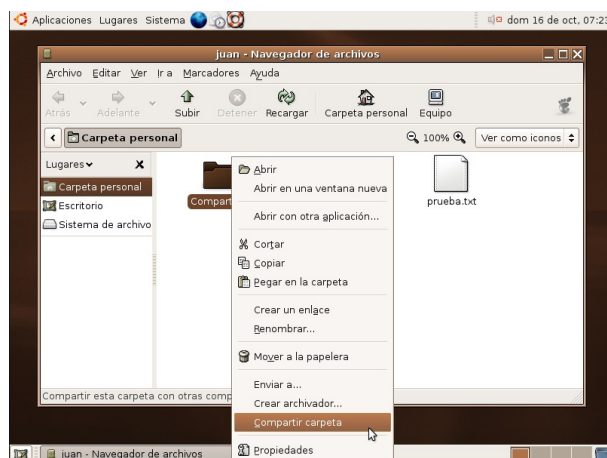 Aplicaciones Lugares Sistema dom 16 de oct, 07:23
juan - Navegador de archivos
Archivo Editar Ver Ir a Marcadores Ayuda
Atrás Adelante Subir Detener Recargar Carpeta personal Equipo
Carpeta personal 100% Ver como iconos
Lugares
Carpeta personal
Escritorio
Sistema de archivo
Compart
prueba.txt
Abrir
Abrir en una ventana nueva
Abrir con otra aplicación...
Cortar
Copiar
Pegar en la carpeta
Crear un enlace
Renombrar...
Mover a la papelera
Enviar a...
Crear archivador...
Compartir carpeta
Propiedades
Compartir esta carpeta con otras comp
juan - Navegador de archivos